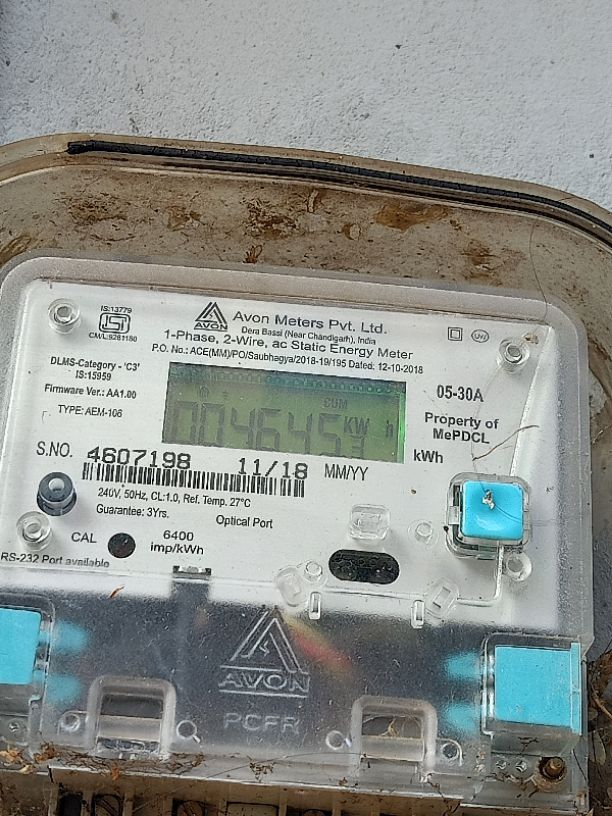 IS:13779
CM/L:9261150
AVON
Avon Meters Pvt. Ltd.
Dera Bassi (Near Chandigarh), India
1-Phase, 2-Wire, ac Static Energy Meter
P.O. No.: ACE(MM)/PO/Saubhagya/2018-19/195 Dated: 12-10-2018
DLMS-Category - 'C3'
IS:15959
Firmware Ver.: AA1.00
TYPE: AEM-106
CUM
004645.3 KW h
kWh
05-30A
Property of
MePDCL
S.NO. 4607198 11/18 MM/YY
240V, 50Hz, CL:1.0, Ref. Temp. 27°C
Guarantee: 3Yrs.
Optical Port
CAL
6400
imp/kWh
RS-232 Port available
AVON
PCFR